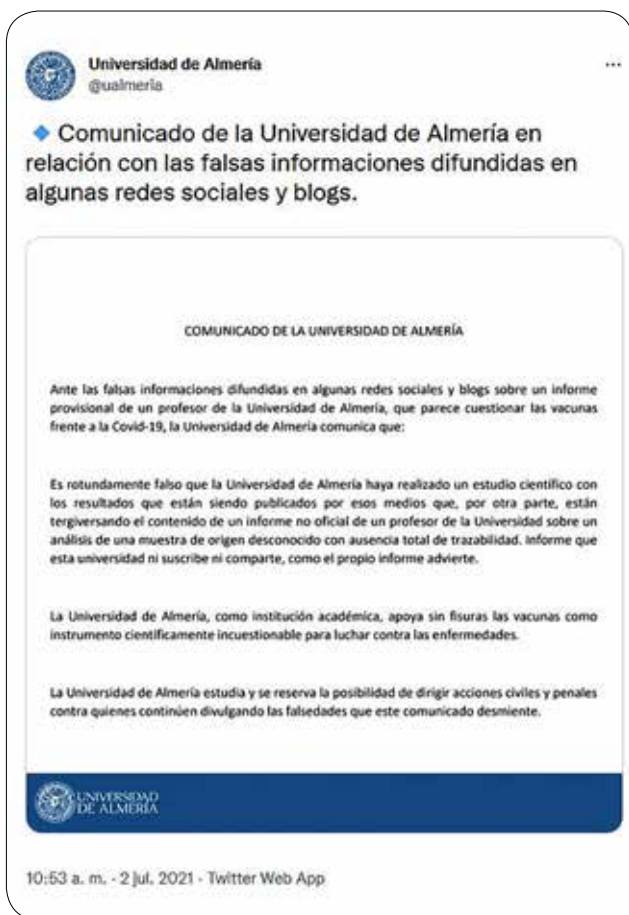 Universidad de Almería
@ualmeria
Comunicado de la Universidad de Almería en
relación con las falsas informaciones difundidas en
algunas redes sociales y blogs.
COMUNICADO DE LA UNIVERSIDAD DE ALMERÍA
Ante las falsas informaciones difundidas en algunas redes sociales y blogs sobre un informe
provisional de un profesor de la Universidad de Almería, que parece cuestionar las vacunas
frente a la Covid-19, la Universidad de Almería comunica que:
Es rotundamente falso que la Universidad de Almería haya realizado un estudio científico con
los resultados que están siendo publicados por esos medios que, por otra parte, están
tergiversando el contenido de un informe no oficial de un profesor de la Universidad sobre un
análisis de una muestra de origen desconocido con ausencia total de trazabilidad. Informe que
esta universidad ni suscribe ni comparte, como el propio informe advierte.
La Universidad de Almería, como institución académica, apoya sin fisuras las vacunas como
instrumento científicamente incuestionable para luchar contra las enfermedades.
La Universidad de Almería estudia y se reserva la posibilidad de dirigir acciones civiles y penales
contra quienes continúen divulgando las falsedades que este comunicado desmiente.
UNIVERSIDAD
DE ALMERÍA
10:53 a. m. · 2 jul. 2021 · Twitter Web App